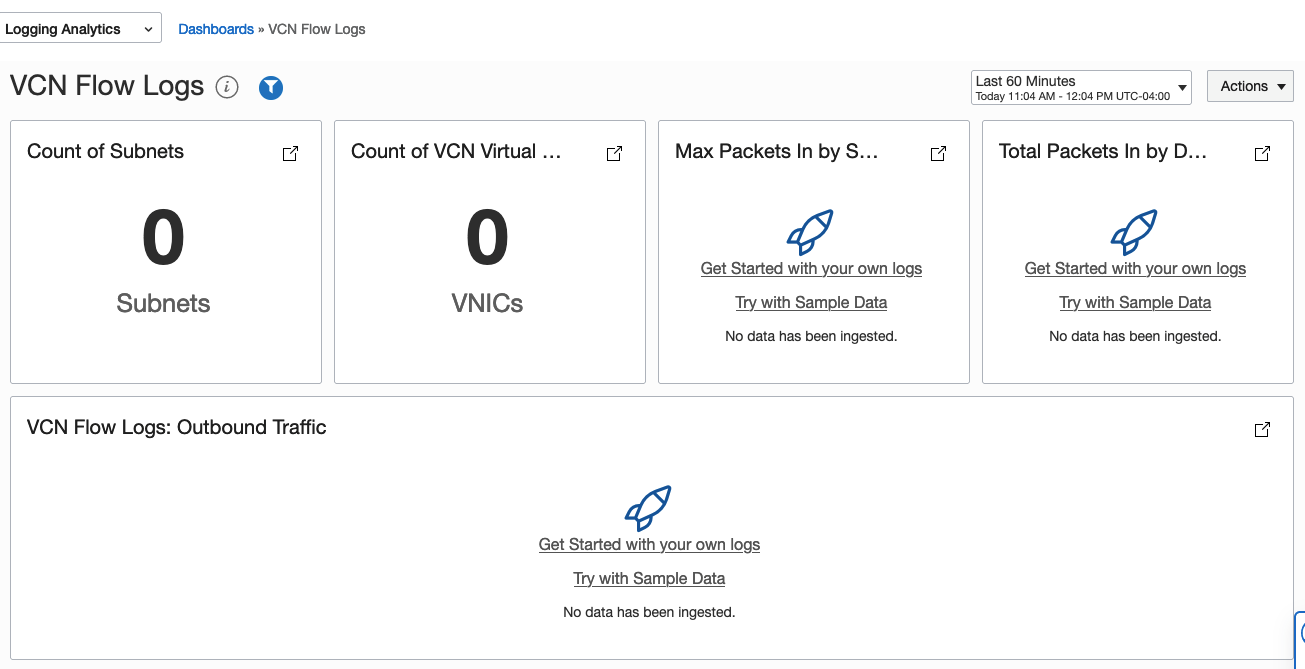 Logging Analytics
Dashboards » VCN Flow Logs
VCN Flow Logs
Last 60 Minutes
Today 11:04 AM - 12:04 PM UTC-04:00
Actions
Count of Subnets
0
Subnets
Count of VCN Virtual ...
0
VNICs
Max Packets In by S...
Get Started with your own logs
Try with Sample Data
No data has been ingested.
Total Packets In by D...
Get Started with your own logs
Try with Sample Data
No data has been ingested.
VCN Flow Logs: Outbound Traffic
Get Started with your own logs
Try with Sample Data
No data has been ingested.